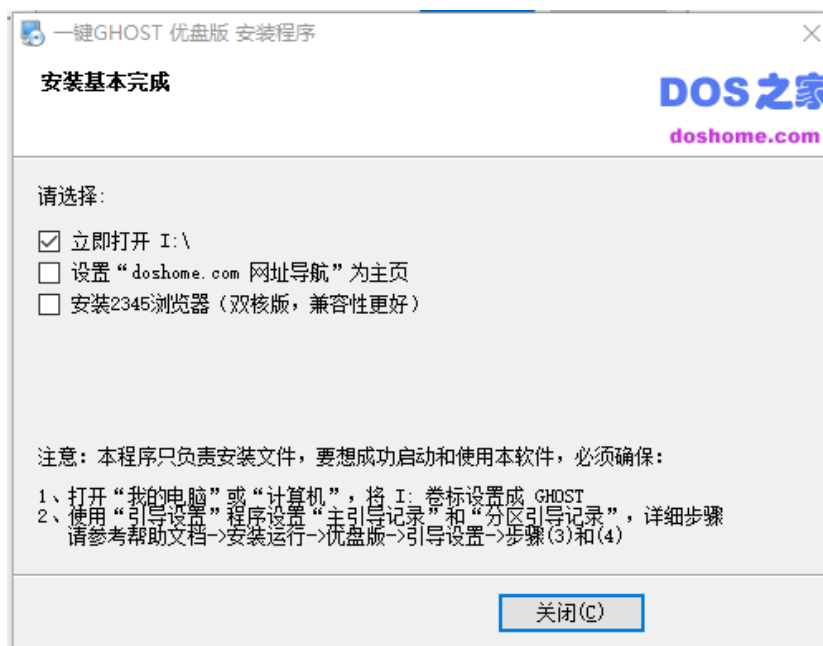 一键GHOST 优盘版 安装程序
安装基本完成
DOS之家
doshome.com
请选择:
立即打开 I:\
设置“doshome.com 网址导航”为主页
安装2345浏览器(双核版,兼容性更好)
注意: 本程序只负责安装文件,要想成功启动和使用本软件,必须确保:
1、打开“我的电脑”或“计算机”,将 I: 卷标设置成 GHOST
2、使用“引导设置”程序设置“主引导记录”和“分区引导记录”,详细步骤
请参考帮助文档->安装运行->优盘版->引导设置->步骤(3)和(4)
关闭(C)